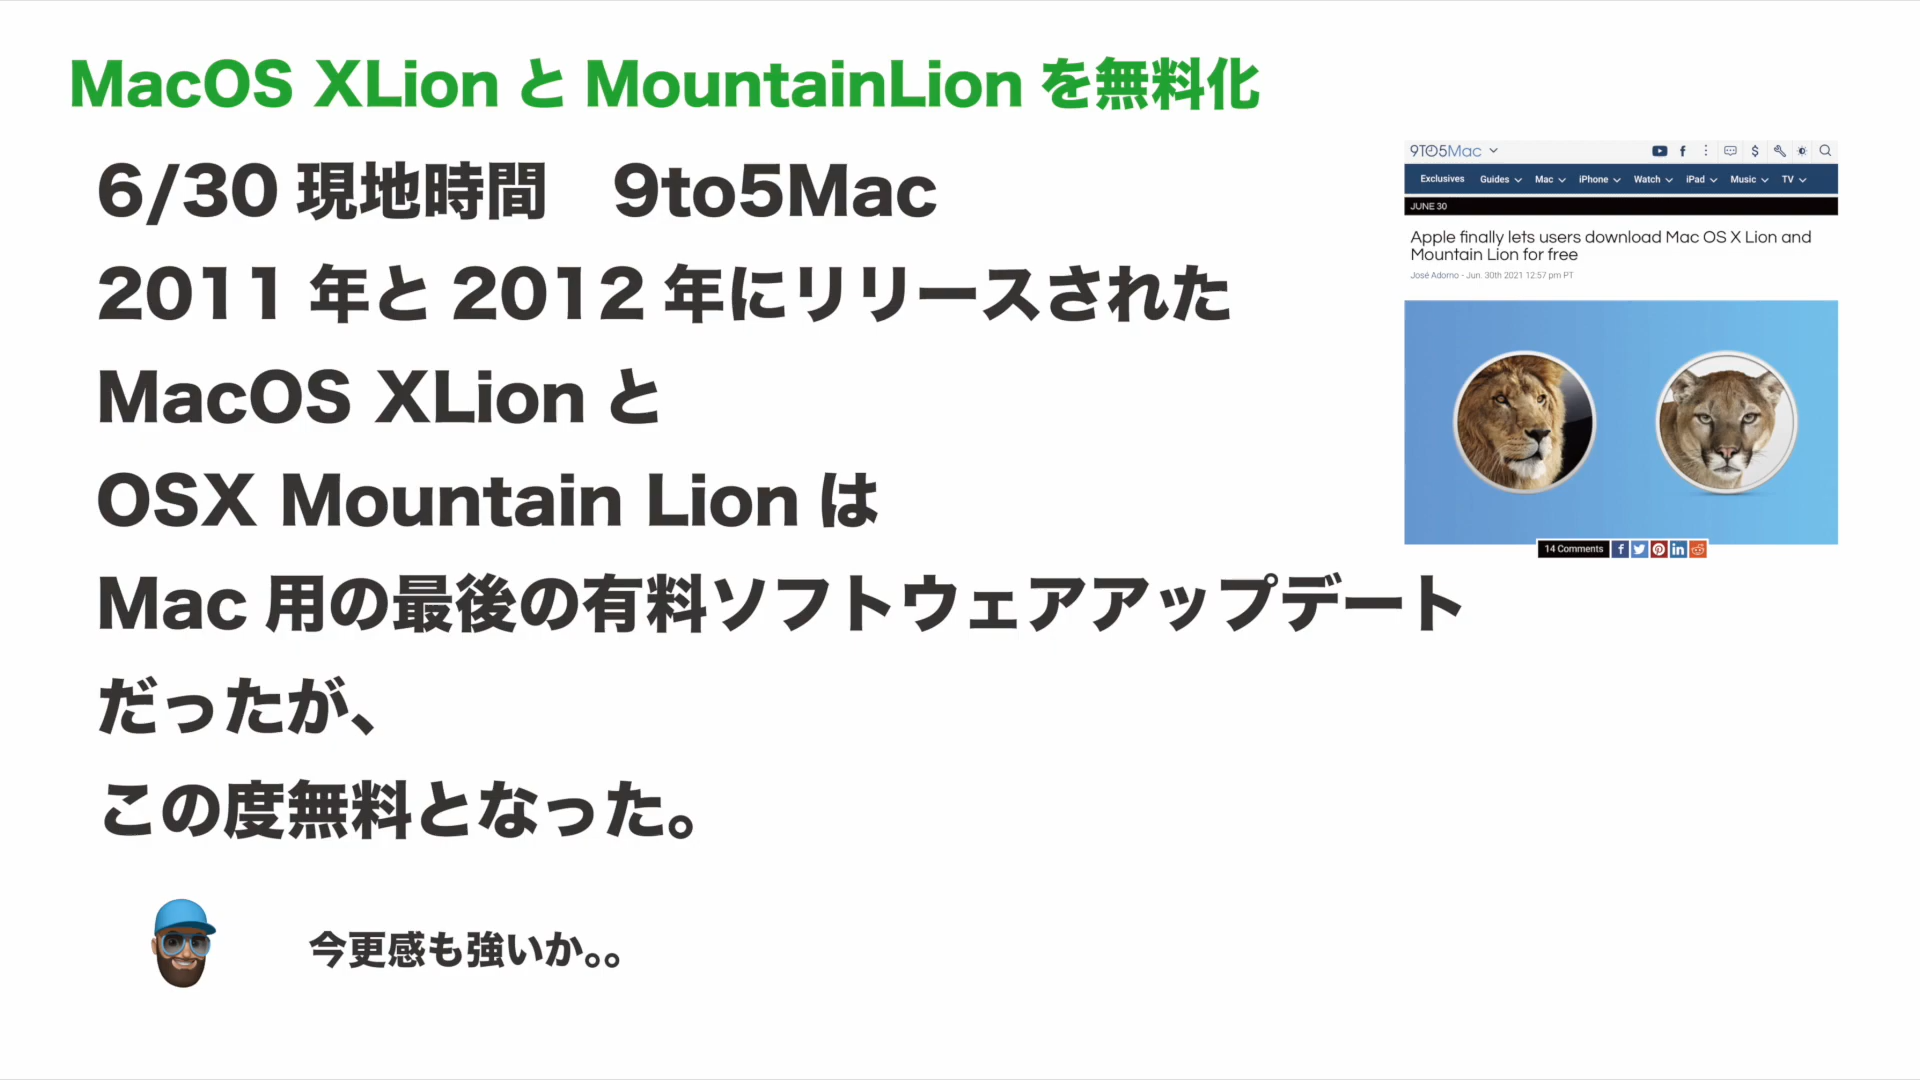 MacOS XLion と MountainLion を無料化
6/30 現地時間　9to5Mac
2011 年と 2012 年にリリースされた
MacOS XLion と
OSX Mountain Lion は
Mac 用の最後の有料ソフトウェアアップデート
だったが、
この度無料となった。
今更感も強いか。。
9TO5Mac
Exclusives Guides Mac iPhone Watch iPad Music TV
JUNE 30
Apple finally lets users download Mac OS X Lion and
Mountain Lion for free
José Adorno - Jun. 30th 2021 12:57 pm PT
14 Comments